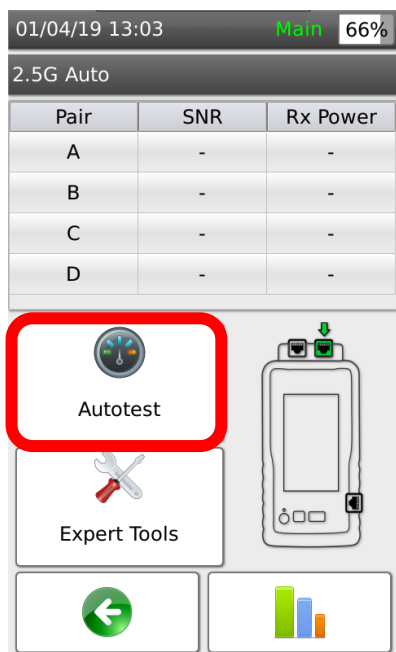 01/04/19 13:03 Main 66%
2.5G Auto
Pair SNR Rx Power
A - -
B - -
C - -
D - -
Autotest
Expert Tools